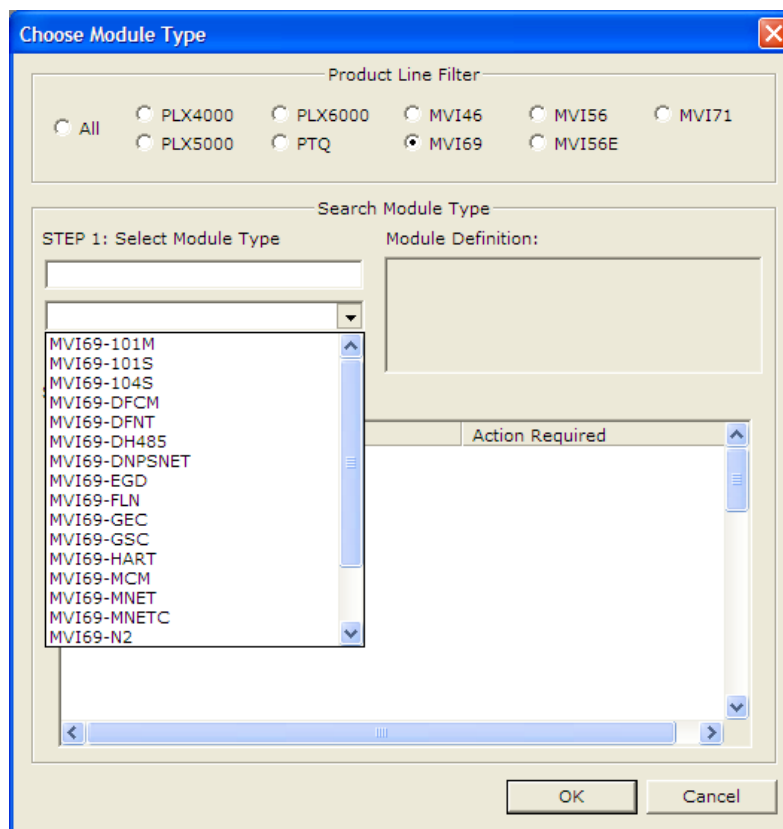 Choose Module Type
Product Line Filter
All
PLX4000 PLX6000 MVI46 MVI56 MVI71
PLX5000 PTQ MVI69 MVI56E
Search Module Type
STEP 1: Select Module Type Module Definition:
MVI69-101M
MVI69-101S
MVI69-104S
MVI69-DFCM
MVI69-DFNT
MVI69-DH485
MVI69-DNPSNET
MVI69-EGD
MVI69-FLN
MVI69-GEC
MVI69-GSC
MVI69-HART
MVI69-MCM
MVI69-MNET
MVI69-MNETC
MVI69-N2
Action Required
OK Cancel